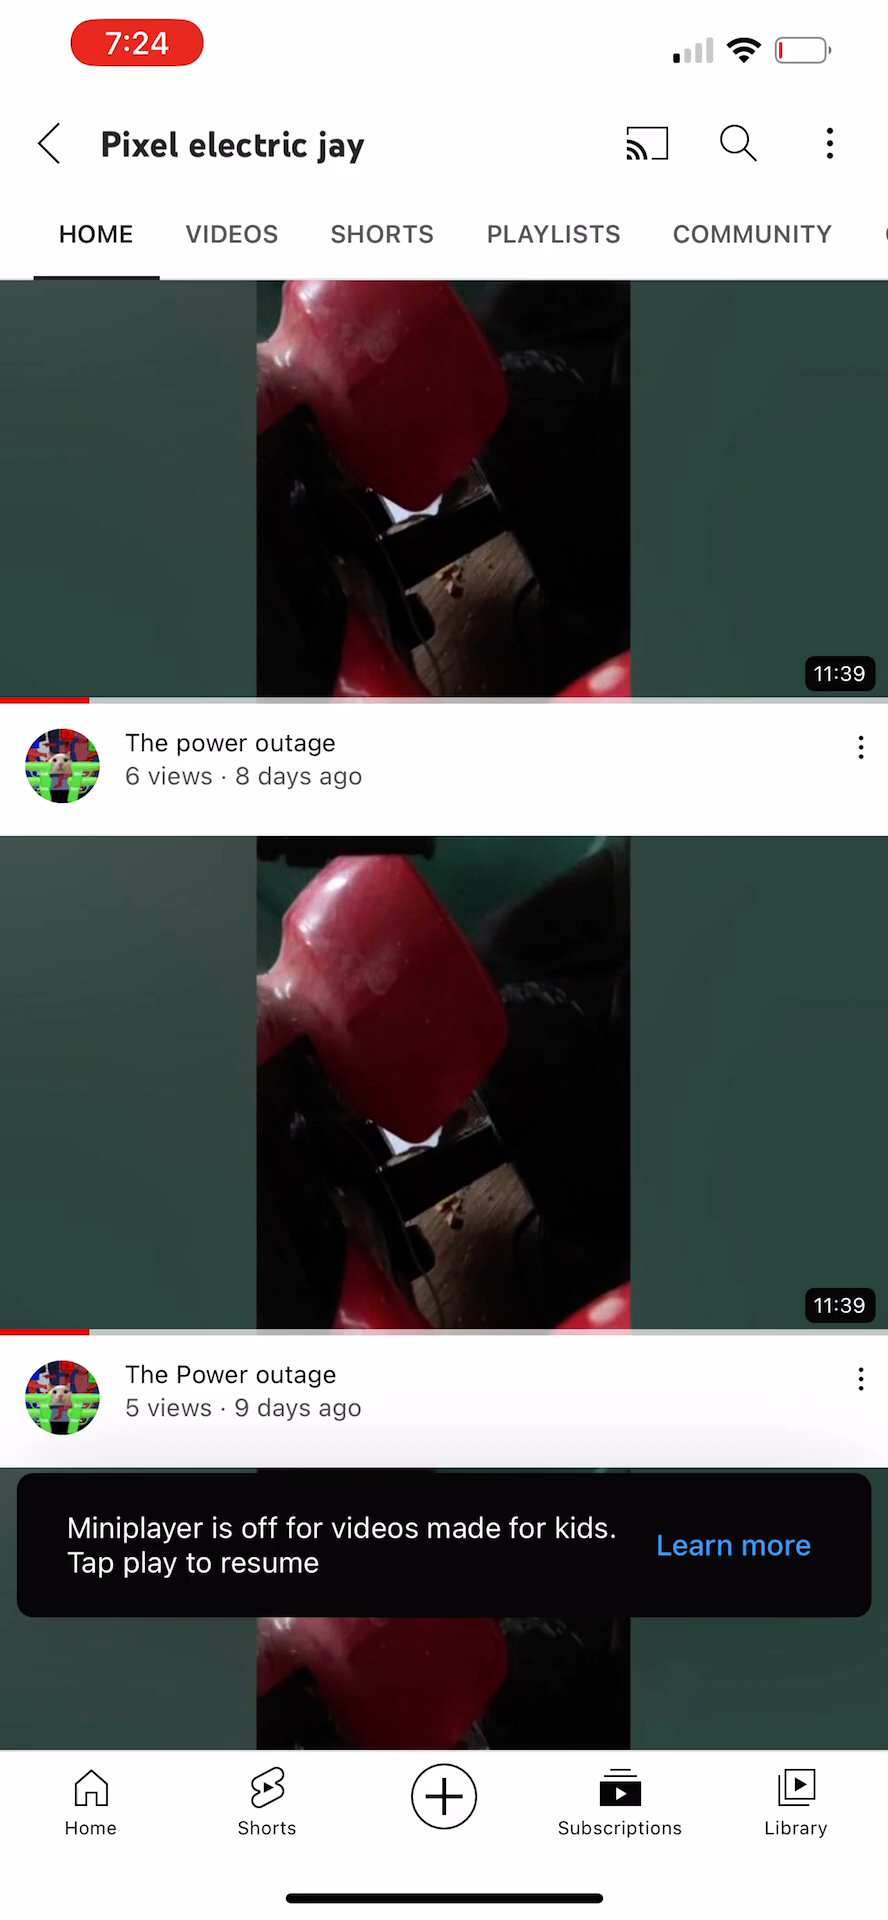 7:24
Pixel electric jay
HOME VIDEOS SHORTS PLAYLISTS COMMUNITY
11:39
The power outage
6 views · 8 days ago
11:39
The Power outage
5 views · 9 days ago
Miniplayer is off for videos made for kids.
Tap play to resume
Learn more
Home Shorts Subscriptions Library